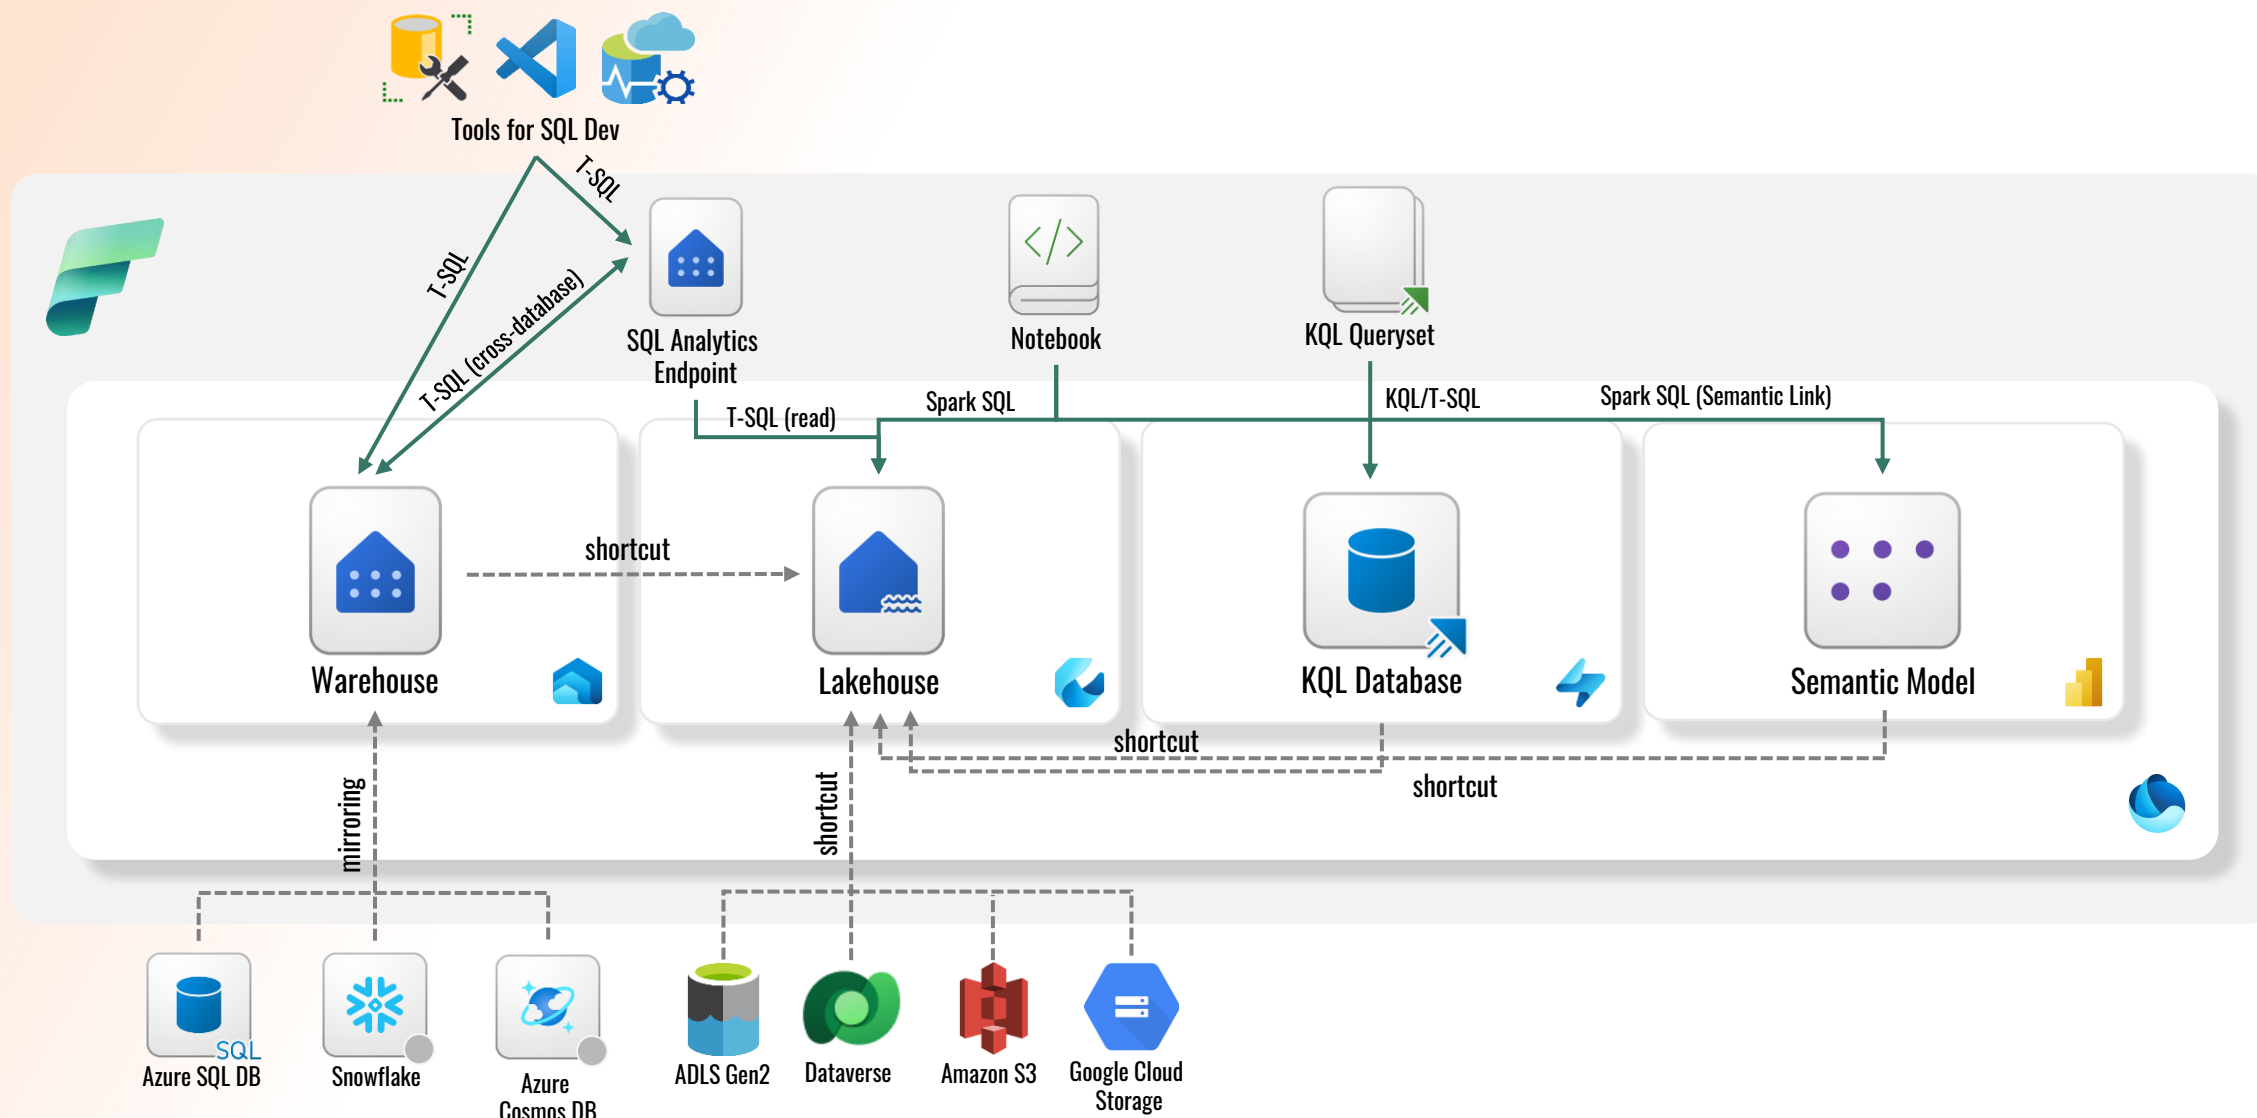 Tools for SQL Dev
T-SQL
T-SQL
T-SQL (cross-database)
SQL Analytics
Endpoint
Notebook
KQL Queryset
T-SQL (read)
Spark SQL
KQL/T-SQL
Spark SQL (Semantic Link)
shortcut
Warehouse
Lakehouse
KQL Database
Semantic Model
shortcut
shortcut
mirroring
shortcut
SQL
Azure SQL DB
Snowflake
Azure
Cosmos DB
ADLS Gen2
Dataverse
Amazon S3
Google Cloud
Storage